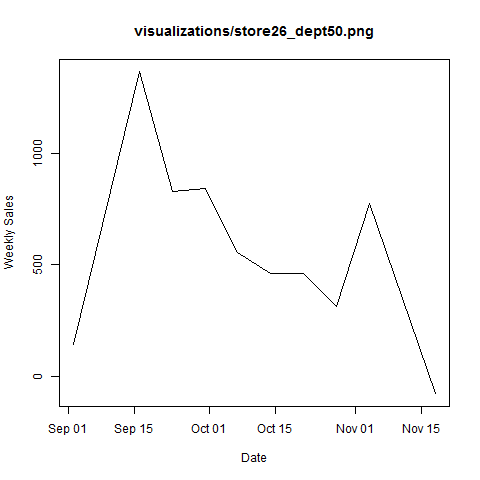 visualizations/store26_dept50.png
Weekly Sales
1000
500
0
Sep 01 Sep 15 Oct 01 Oct 15 Nov 01 Nov 15
Date